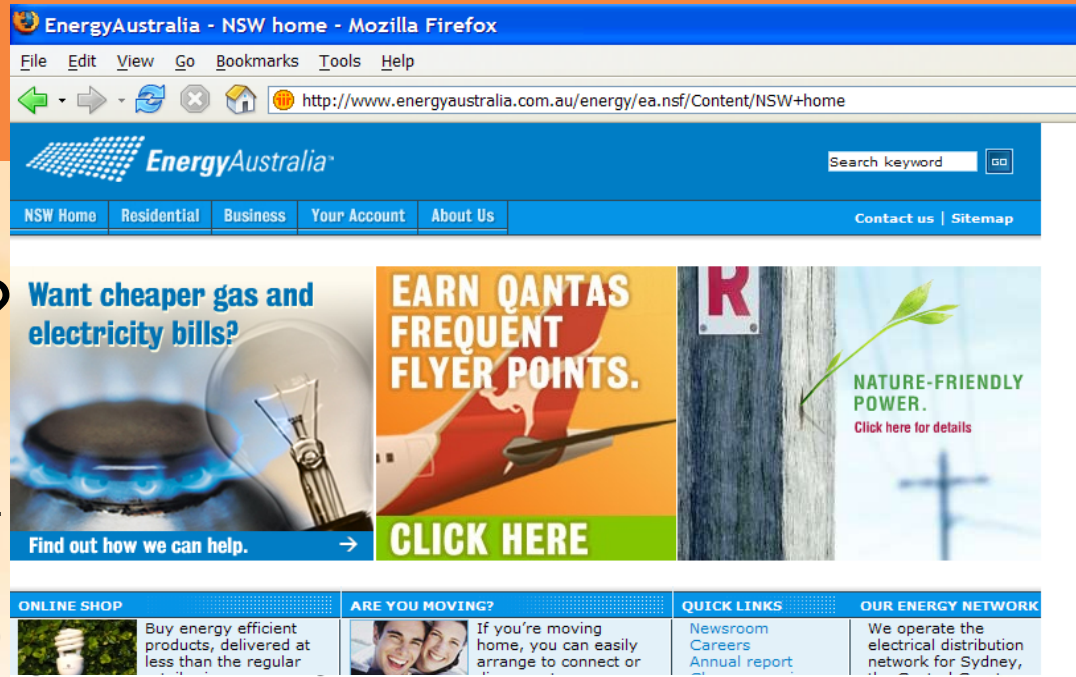 EnergyAustralia - NSW home - Mozilla Firefox
File Edit View Go Bookmarks Tools Help
http://www.energyaustralia.com.au/energy/ea.nsf/Content/NSW+home
EnergyAustralia
Search keyword GO
NSW Home Residential Business Your Account About Us
Contact us | Sitemap
Want cheaper gas and
electricity bills?
Find out how we can help.
EARN QANTAS
FREQUENT
FLYER POINTS.
CLICK HERE
R
NATURE-FRIENDLY
POWER.
Click here for details
ONLINE SHOP
Buy energy efficient
products, delivered at
less than the regular
ARE YOU MOVING?
If you're moving
home, you can easily
arrange to connect or
QUICK LINKS
Newsroom
Careers
Annual report
OUR ENERGY NETWORK
We operate the
electrical distribution
network for Sydney,